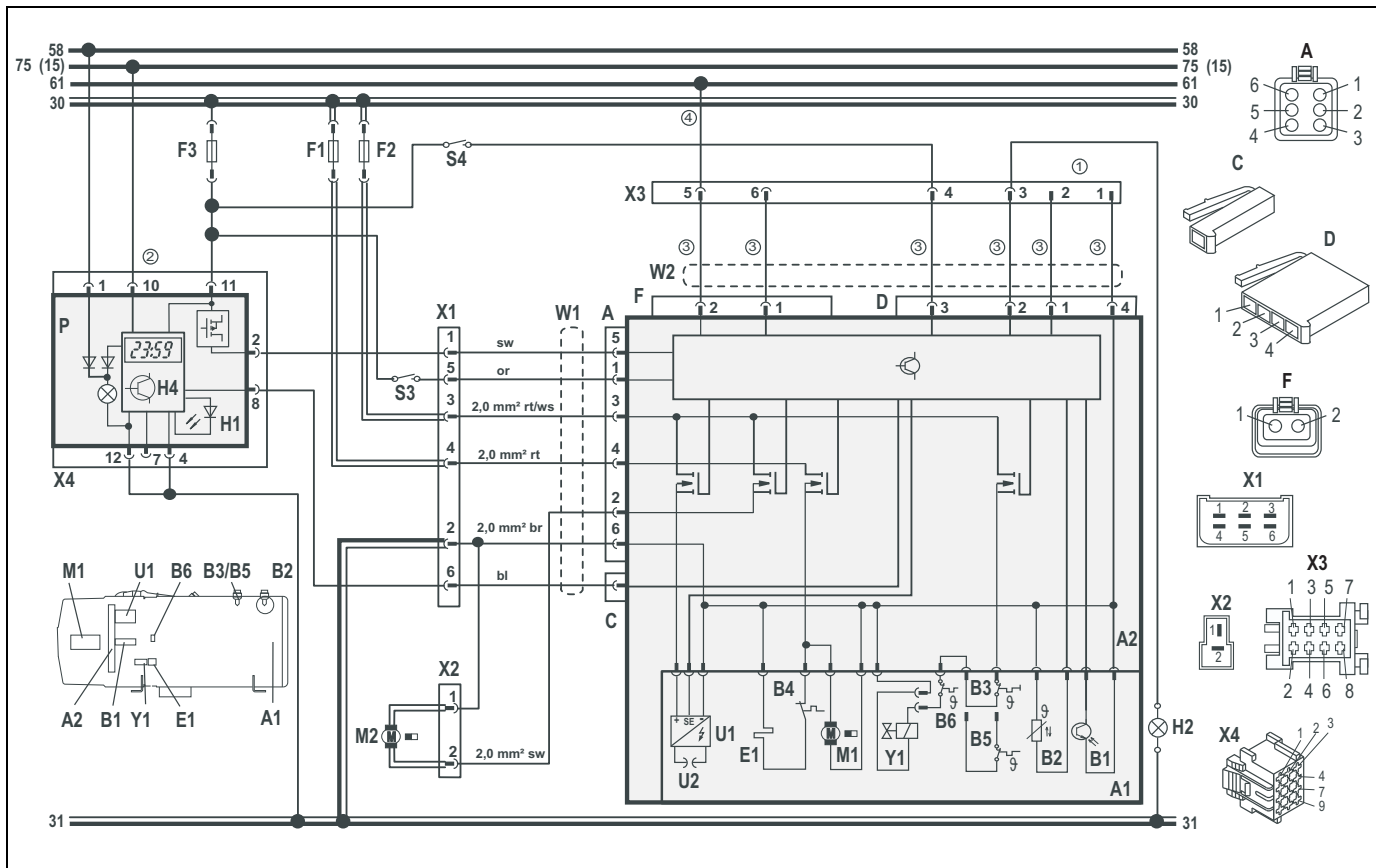 58
58
75 (15)
75 (15)
61
61
30
30
A
6 1
5 2
4 3
④
F3
F1
F2
S4
①
C
X3
5 6 4 3 2 1
②
③ ③ ③ ③ ③ ③
D
W2
1 2 3 4
1 10 11
F D
2 1 3 2 1 4
P
X1
W1
A
F
1 2
23:59
2
1 sw 5
5 or 1
S3
H4
8
H1
3 2,0 mm² rt/ws 3
4 2,0 mm² rt 4
X1
1 2 3
4 5 6
12 7 4
X4
2
2 2,0 mm² br 6
6 bl
C
M1 U1 B6 B3/B5 B2
X3
1 3 5 7
X2
1
2
2 4 6 8
A2
X2
1
M2
M
2 2,0 mm² sw
A2 B1 Y1 E1 A1
+ SE -
U1
U2
E1
B4
M
M1
Y1
B6
B3
ϑ
ϑ
B5
ϑ
ϑ
B2
B1
A1
H2
X4
1 2 3
4
7
9
31
31